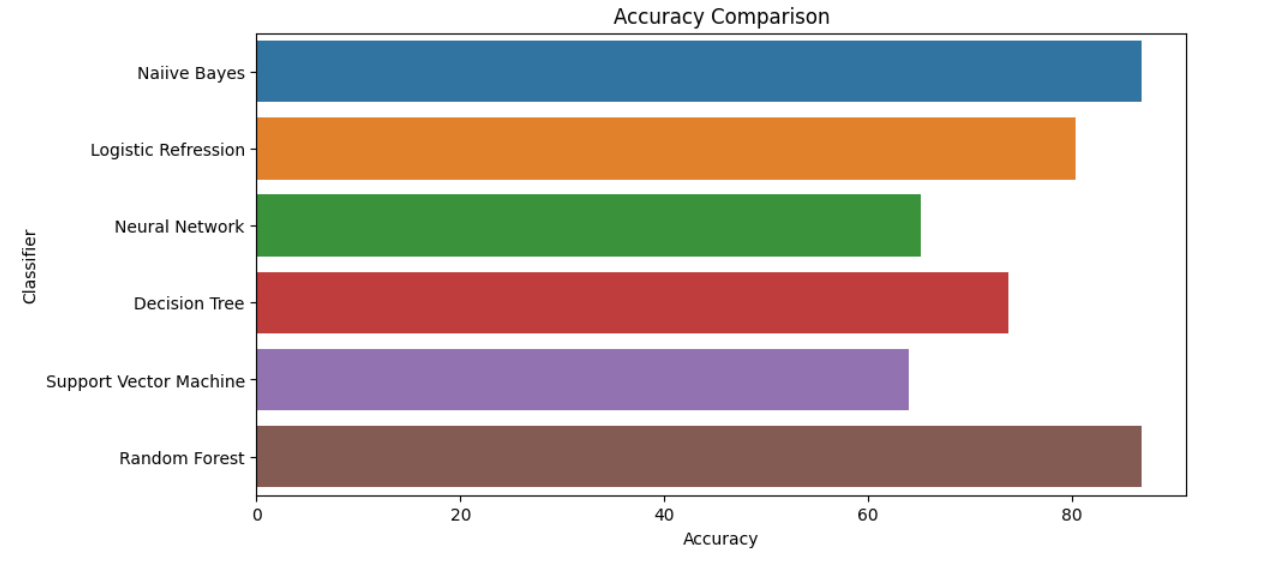 Accuracy Comparison
Naiive Bayes
Logistic Refression
Neural Network
Decision Tree
Support Vector Machine
Random Forest
Classifier
0 20 40 60 80
Accuracy